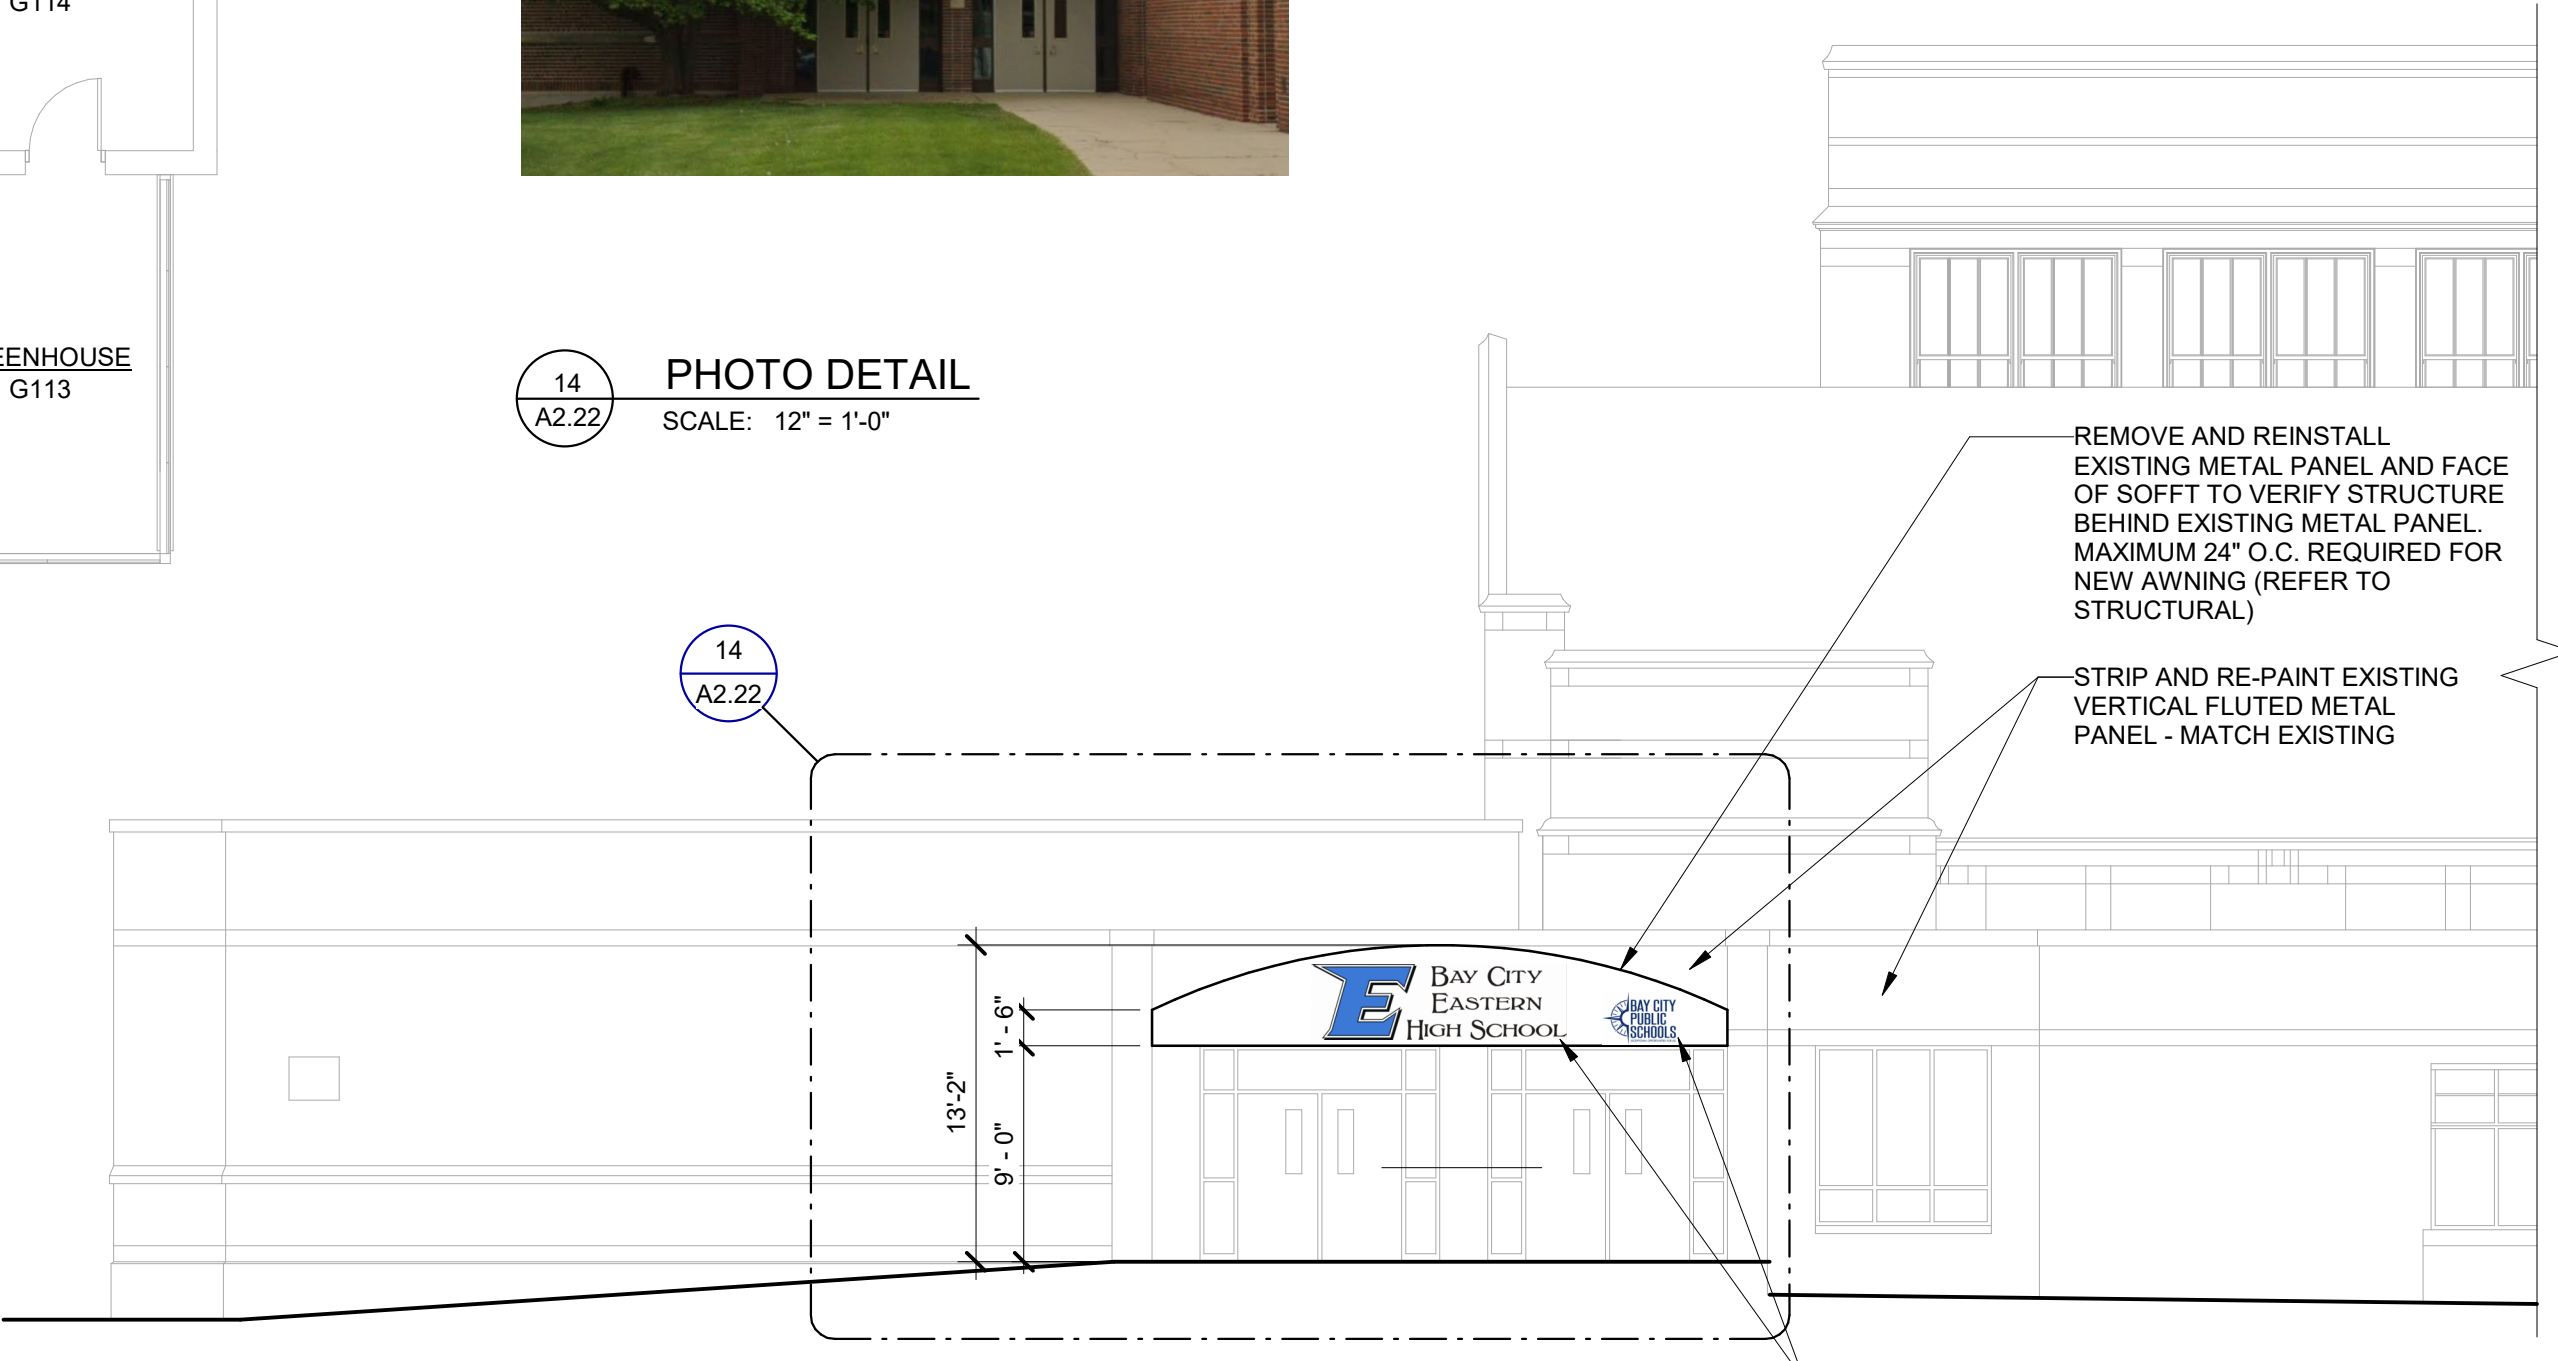 G114
EENHOUSE
G113
14
A2.22
PHOTO DETAIL
SCALE: 12" = 1'-0"
REMOVE AND REINSTALL
EXISTING METAL PANEL AND FACE
OF SOFFT TO VERIFY STRUCTURE
BEHIND EXISTING METAL PANEL.
MAXIMUM 24" O.C. REQUIRED FOR
NEW AWNING (REFER TO
STRUCTURAL)
14
A2.22
STRIP AND RE-PAINT EXISTING
VERTICAL FLUTED METAL
PANEL - MATCH EXISTING
13'-2"
1' - 6"
9' - 0"
E
BAY CITY
EASTERN
HIGH SCHOOL
BAY CITY
PUBLIC
SCHOOLS